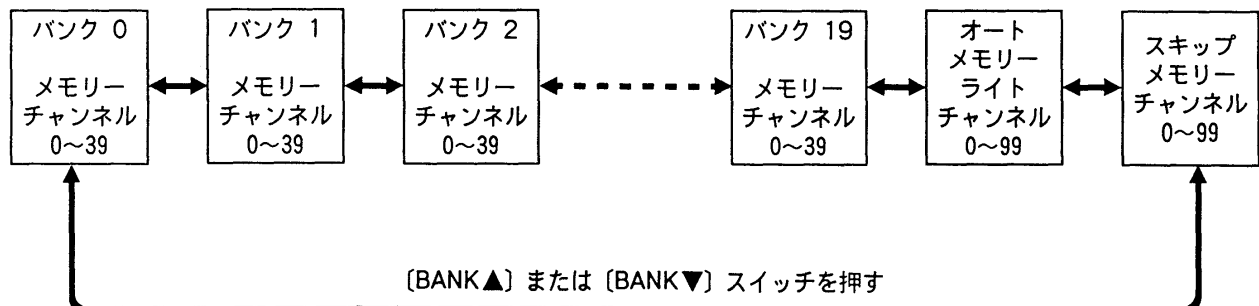 バンク 0
メモリー
チャンネル
0〜39
バンク 1
メモリー
チャンネル
0〜39
バンク 2
メモリー
チャンネル
0〜39
バンク 19
メモリー
チャンネル
0〜39
オート
メモリー
ライト
チャンネル
0〜99
スキップ
メモリー
チャンネル
0〜99
〔BANK▲〕または〔BANK▼〕スイッチを押す